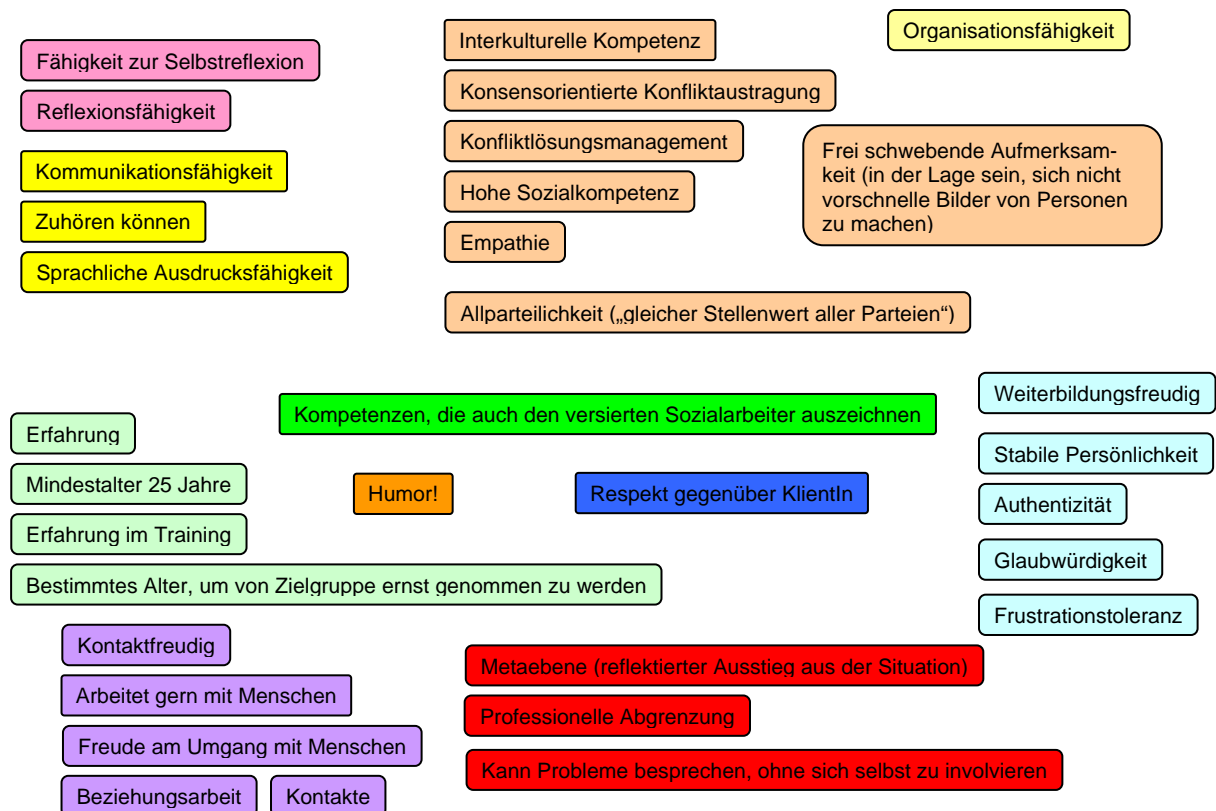 Fähigkeit zur Selbstreflexion
Reflexionsfähigkeit
Kommunikationsfähigkeit
Zuhören können
Sprachliche Ausdrucksfähigkeit
Interkulturelle Kompetenz
Konsensorientierte Konfliktaustragung
Konfliktlösungsmanagement
Hohe Sozialkompetenz
Empathie
Allparteilichkeit („gleicher Stellenwert aller Parteien“)
Organisationsfähigkeit
Frei schwebende Aufmerksam-
keit (in der Lage sein, sich nicht
vorschnelle Bilder von Personen
zu machen)
Kompetenzen, die auch den versierten Sozialarbeiter auszeichnen
Erfahrung
Mindestalter 25 Jahre
Erfahrung im Training
Bestimmtes Alter, um von Zielgruppe ernst genommen zu werden
Humor!
Respekt gegenüber KlientIn
Weiterbildungsfreudig
Stabile Persönlichkeit
Authentizität
Glaubwürdigkeit
Frustrationstoleranz
Kontaktfreudig
Arbeitet gern mit Menschen
Freude am Umgang mit Menschen
Beziehungsarbeit
Kontakte
Metaebene (reflektierter Ausstieg aus der Situation)
Professionelle Abgrenzung
Kann Probleme besprechen, ohne sich selbst zu involvieren